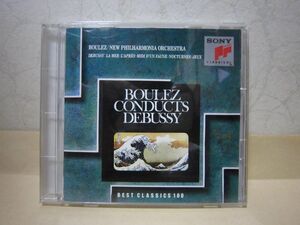 BOULEZ/NEW PHILHARMONIA ORCHESTRA
DEBUSSY: LA MER·L'APRÈS-MIDI D'UN FAUNE·NOCTURNES·JEUX
SONY
CLASSICAL
BOULEZ
CONDUCTS
DEBUSSY
BEST CLASSICS 100